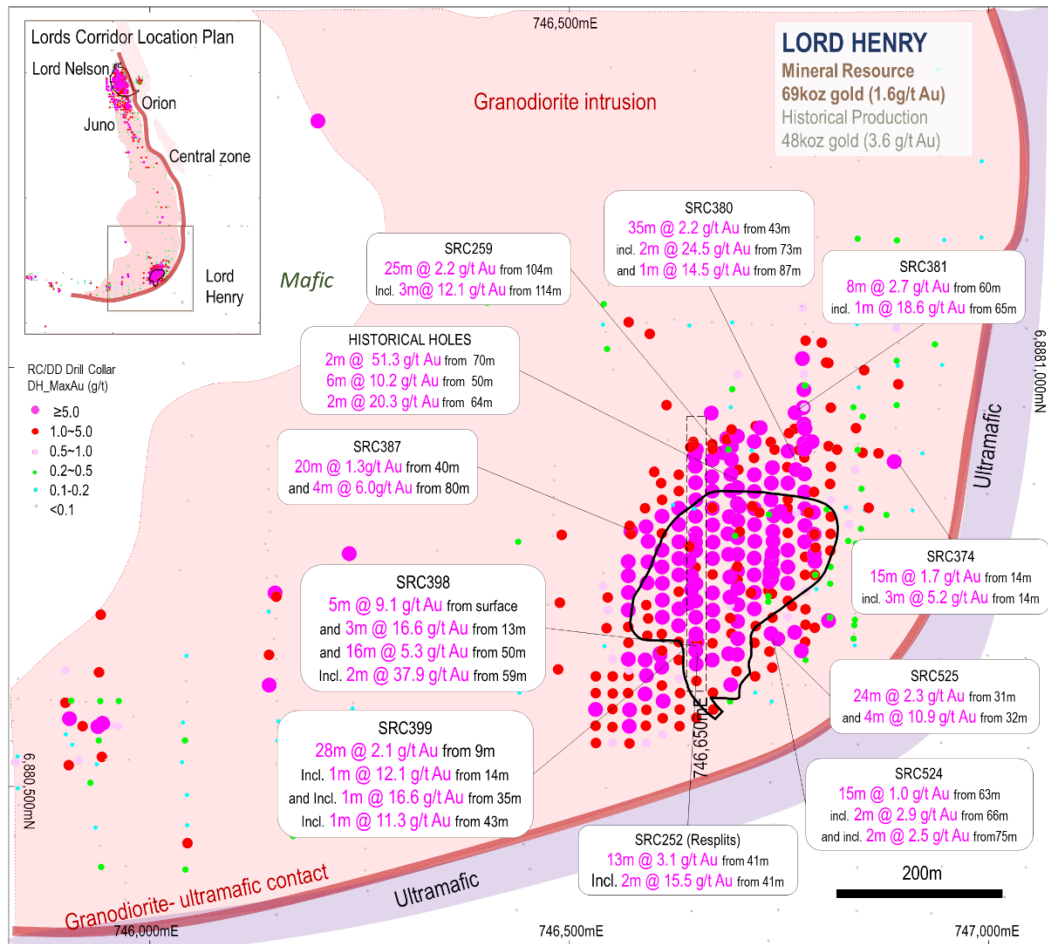 746,500mE
747,000mE
Lords Corridor Location Plan
Lord Nelson
Orion
Juno
Central zone
Lord
Henry
LORD HENRY
Mineral Resource
69koz gold (1.6g/t Au)
Historical Production
48koz gold (3.6 g/t Au)
Granodiorite intrusion
Mafic
SRC380
35m @ 2.2 g/t Au from 43m
incl. 2m @ 24.5 g/t Au from 73m
and 1m @ 14.5 g/t Au from 87m
SRC259
25m @ 2.2 g/t Au from 104m
Incl. 3m@ 12.1 g/t Au from 114m
SRC381
8m @ 2.7 g/t Au from 60m
incl. 1m @ 18.6 g/t Au from 65m
HISTORICAL HOLES
2m @ 51.3 g/t Au from 70m
6m @ 10.2 g/t Au from 50m
2m @ 20.3 g/t Au from 64m
6,8881,000mN
RC/DD Drill Collar
DH_MaxAu (g/t)
≥5.0
1.0~5.0
0.5~1.0
0.2~0.5
0.1-0.2
<0.1
SRC387
20m @ 1.3g/t Au from 40m
and 4m @ 6.0g/t Au from 80m
Ultramafic
SRC374
15m @ 1.7 g/t Au from 14m
incl. 3m @ 5.2 g/t Au from 14m
SRC398
5m @ 9.1 g/t Au from surface
and 3m @ 16.6 g/t Au from 13m
and 16m @ 5.3 g/t Au from 50m
Incl. 2m @ 37.9 g/t Au from 59m
SRC525
24m @ 2.3 g/t Au from 31m
and 4m @ 10.9 g/t Au from 32m
SRC399
28m @ 2.1 g/t Au from 9m
Incl. 1m @ 12.1 g/t Au from 14m
and Incl. 1m @ 16.6 g/t Au from 35m
Incl. 1m @ 11.3 g/t Au from 43m
746,650mE
6,880,500mN
SRC524
15m @ 1.0 g/t Au from 63m
incl. 2m @ 2.9 g/t Au from 66m
and incl. 2m @ 2.5 g/t Au from75m
SRC252 (Resplits)
13m @ 3.1 g/t Au from 41m
Incl. 2m @ 15.5 g/t Au from 41m
200m
Granodiorite- ultramafic contact
Ultramafic
746,000mE
746,500mE
747,000mE